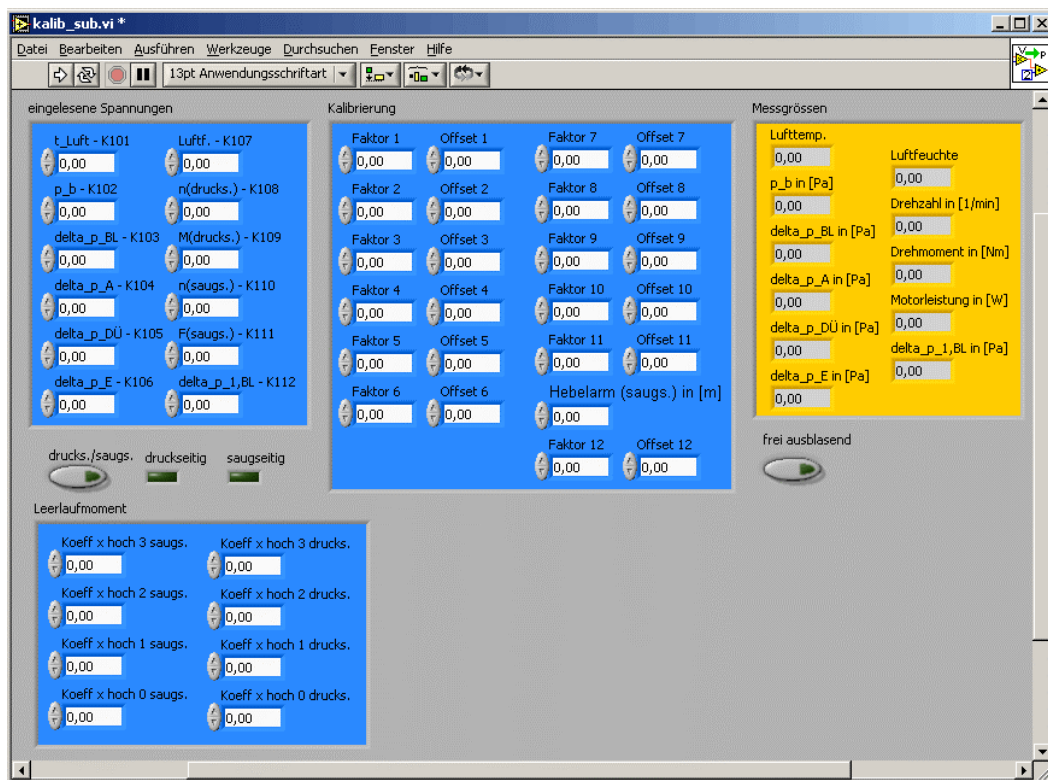 kalib_sub.vi *
Datei Bearbeiten Ausführen Werkzeuge Durchsuchen Fenster Hilfe
13pt Anwendungsschriftart
V P
2
eingelesene Spannungen
t_Luft - K101 Luftf. - K107
0,00 0,00
p_b - K102 n(drucks.) - K108
0,00 0,00
delta_p_BL - K103 M(drucks.) - K109
0,00 0,00
delta_p_A - K104 n(saugs.) - K110
0,00 0,00
delta_p_DÜ - K105 F(saugs.) - K111
0,00 0,00
delta_p_E - K106 delta_p_1,BL - K112
0,00 0,00
Kalibrierung
Faktor 1 Offset 1 Faktor 7 Offset 7
0,00 0,00 0,00 0,00
Faktor 2 Offset 2 Faktor 8 Offset 8
0,00 0,00 0,00 0,00
Faktor 3 Offset 3 Faktor 9 Offset 9
0,00 0,00 0,00 0,00
Faktor 4 Offset 4 Faktor 10 Offset 10
0,00 0,00 0,00 0,00
Faktor 5 Offset 5 Faktor 11 Offset 11
0,00 0,00 0,00 0,00
Faktor 6 Offset 6 Hebelarm (saugs.) in [m]
0,00 0,00 0,00
Faktor 12 Offset 12
0,00 0,00
Messgrössen
Lufttemp.
0,00
p_b in [Pa]
0,00
delta_p_BL in [Pa]
0,00
delta_p_A in [Pa]
0,00
delta_p_DÜ in [Pa]
0,00
delta_p_E in [Pa]
0,00
Luftfeuchte
0,00
Drehzahl in [1/min]
0,00
Drehmoment in [Nm]
0,00
Motorleistung in [W]
0,00
delta_p_1,BL in [Pa]
0,00
drucks./saugs. druckseitig saugseitig
frei ausblasend
Leerlaufmoment
Koeff x hoch 3 saugs. Koeff x hoch 3 drucks.
0,00 0,00
Koeff x hoch 2 saugs. Koeff x hoch 2 drucks.
0,00 0,00
Koeff x hoch 1 saugs. Koeff x hoch 1 drucks.
0,00 0,00
Koeff x hoch 0 saugs. Koeff x hoch 0 drucks.
0,00 0,00